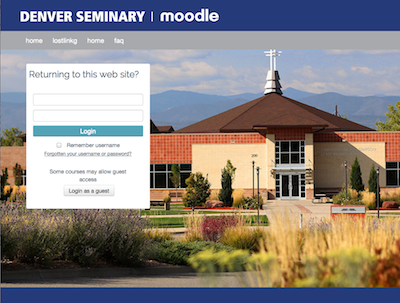 DENVER SEMINARY | moodle
home lostlinkg home faq
Returning to this web site?
Login
Remember username
Forgotten your username or password?
Some courses may allow guest
access
Login as a guest